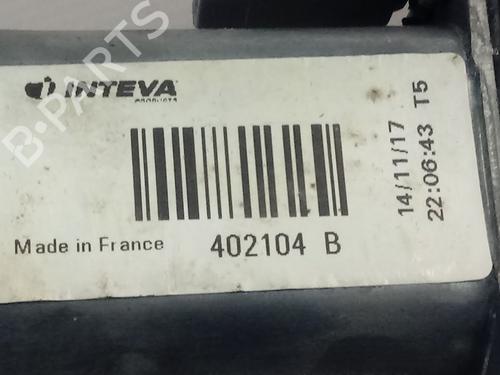 INTEVA
PRODUCTS
Made in France
402104 B
14/11/17
22:06:43 T5
B-PARTS